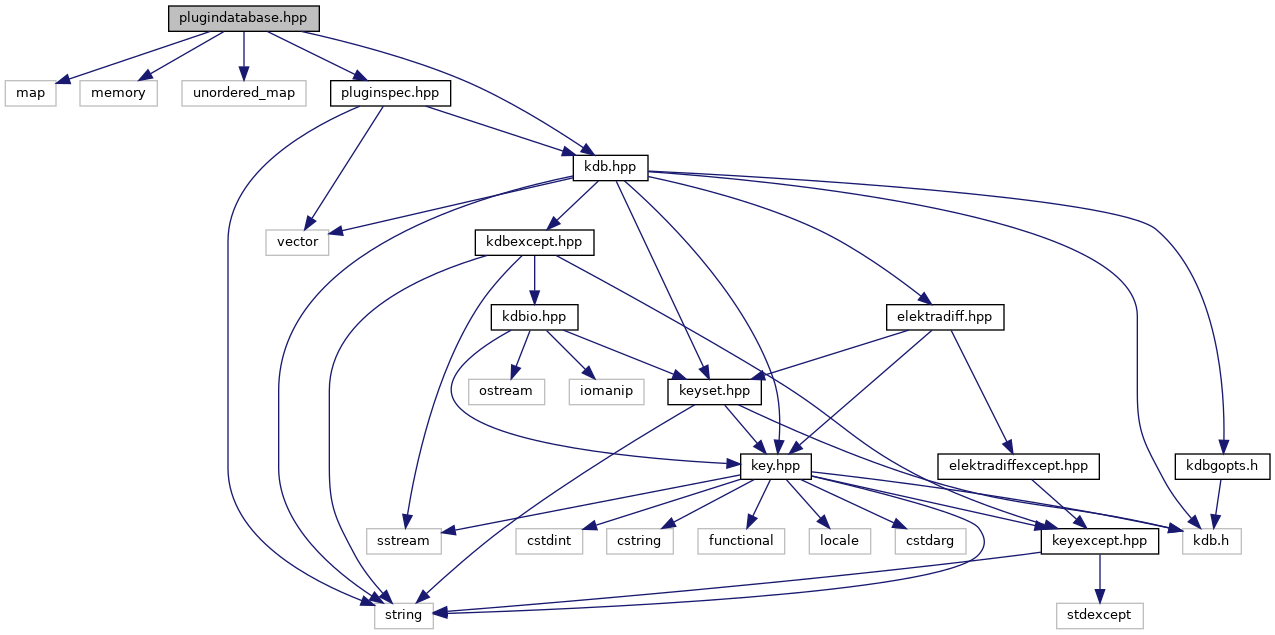 plugindatabase.hpp
map
memory
unordered_map
pluginspec.hpp
kdb.hpp
vector
kdbexcept.hpp
kdbio.hpp
elektradiff.hpp
ostream
iomanip
keyset.hpp
key.hpp
elektradiffexcept.hpp
kdbgopts.h
sstream
cstdint
cstring
functional
locale
cstdarg
keyexcept.hpp
kdb.h
string
stdexcept